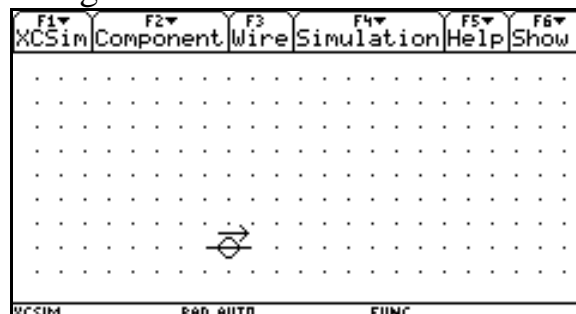 F1▾ F2▾ F3 F4▾ F5▾ F6▾
XCSim Component Wire Simulation Help Show
XCSIM RAD AUTO FUNC